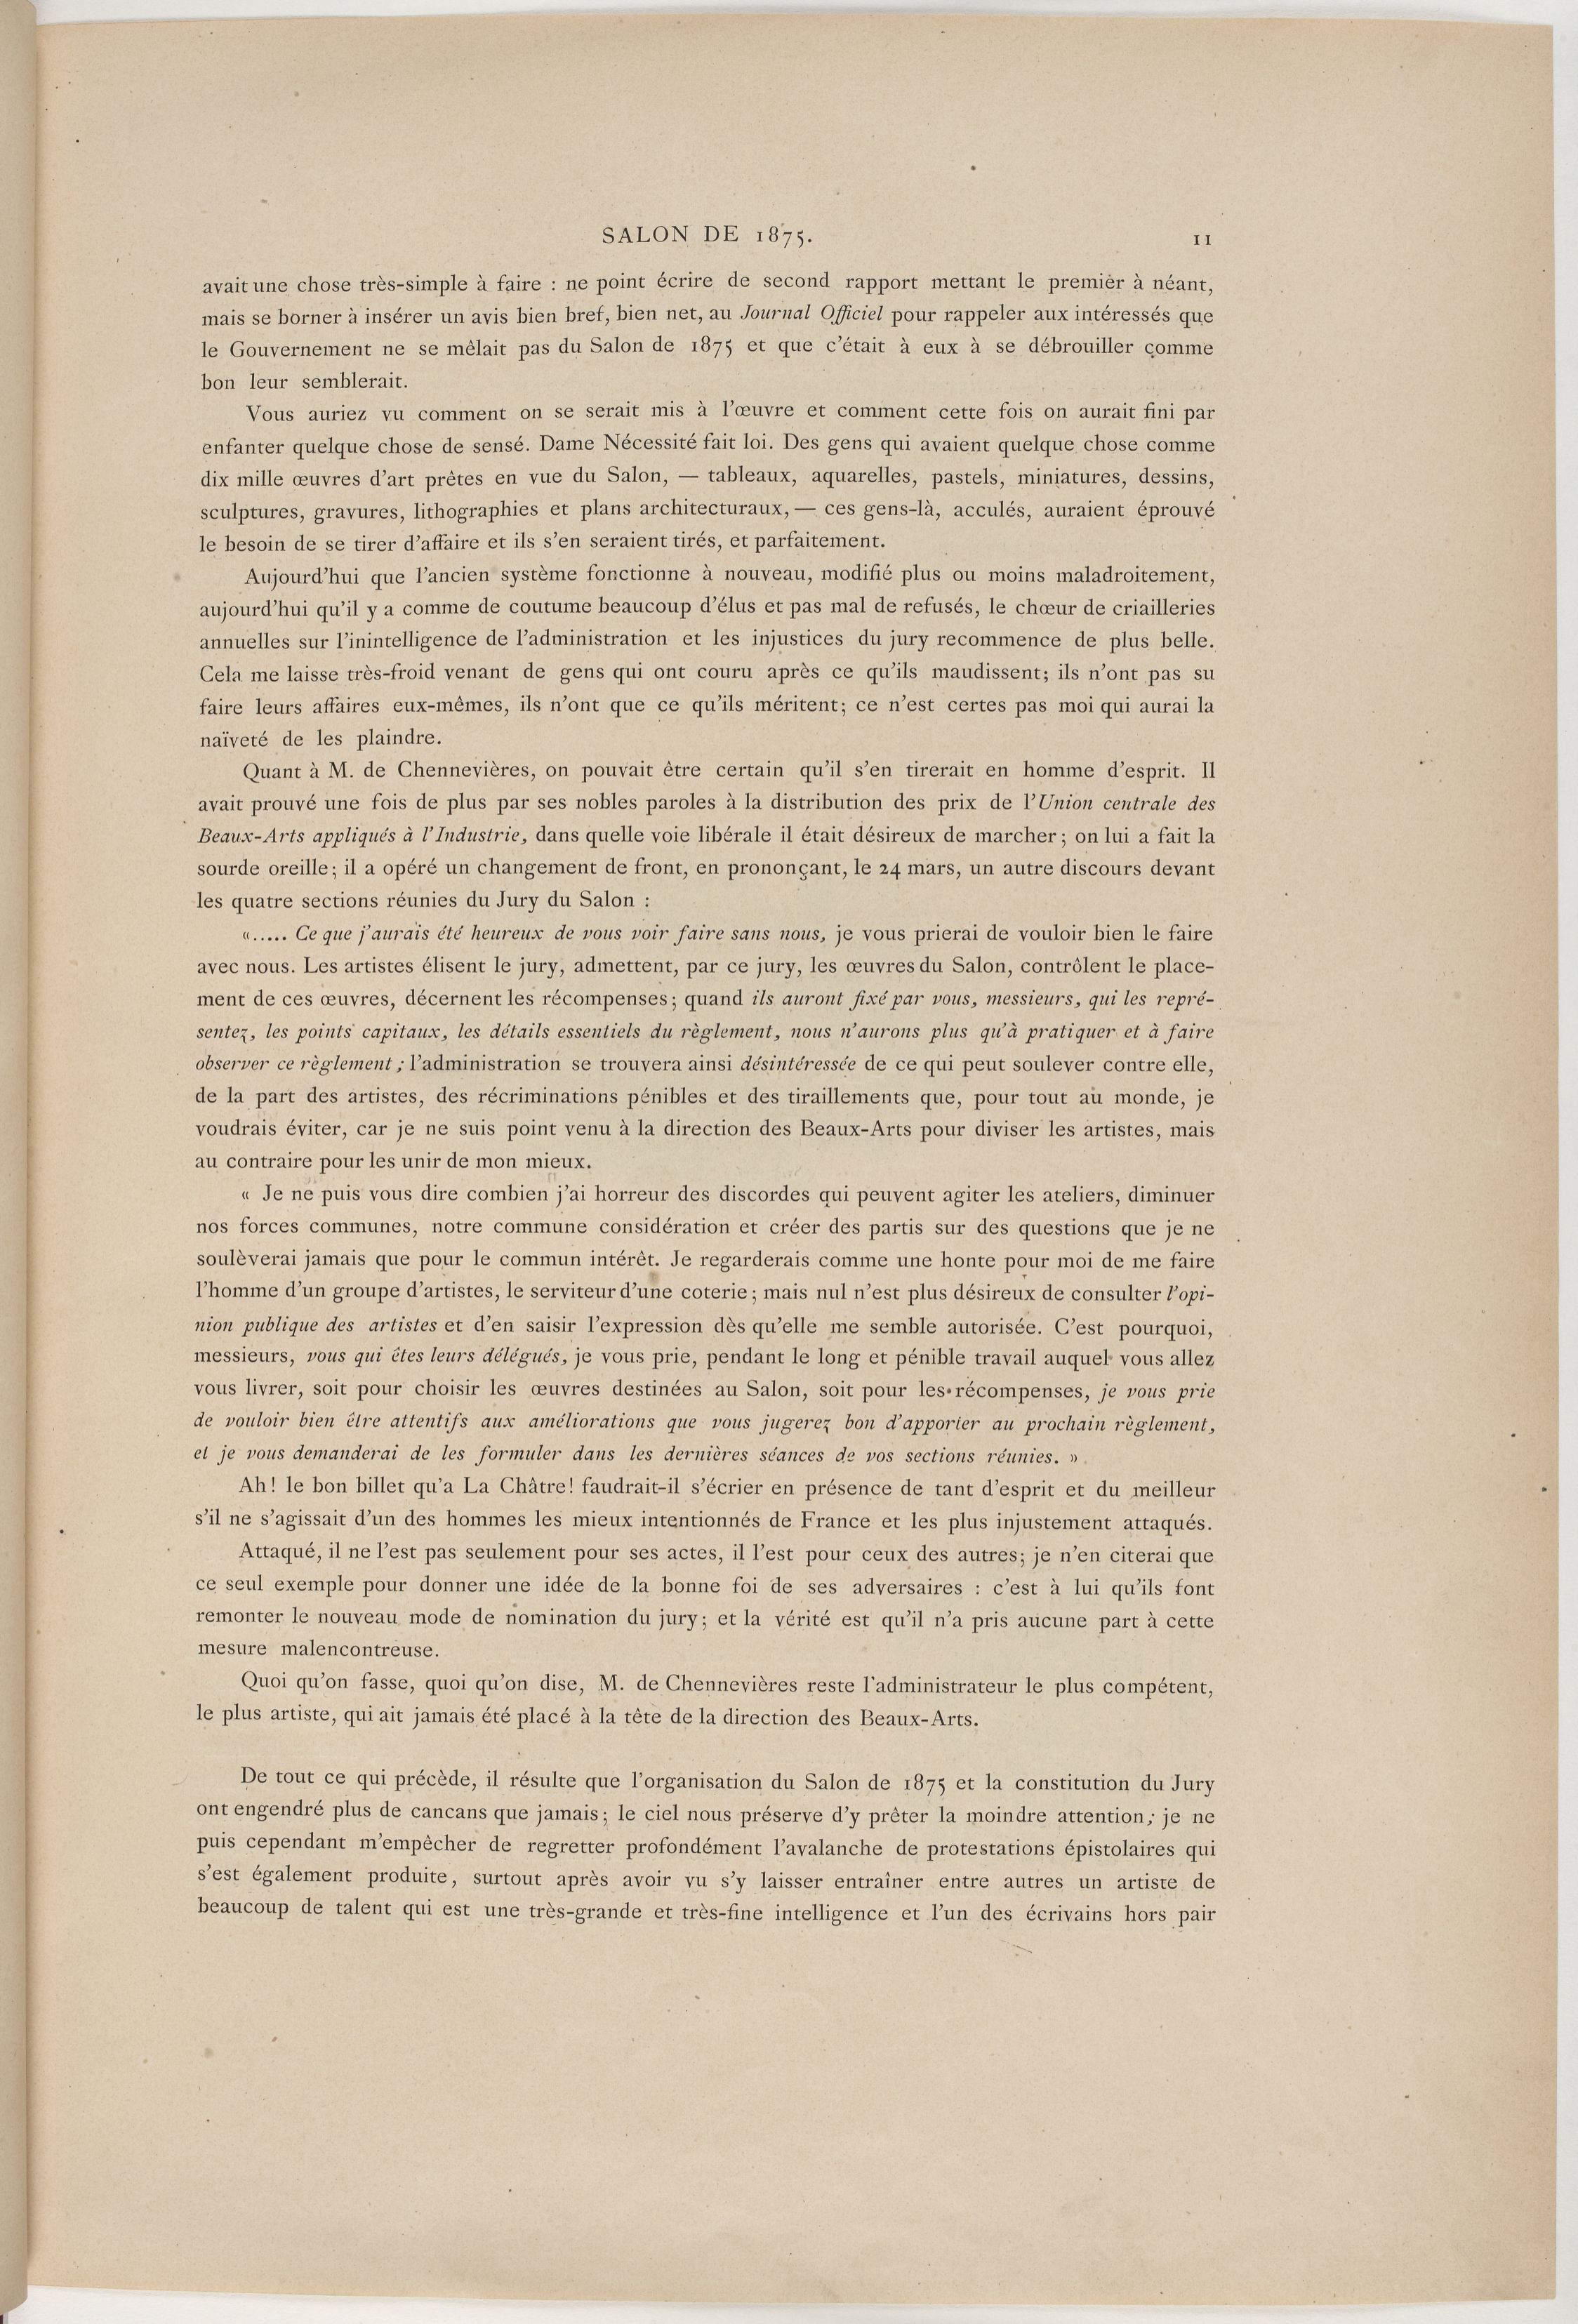 SALON DE 1875.
11
avait une chose très-simple à faire : ne point écrire de second rapport mettant le premier à néant,
mais se borner à insérer un avis bien bref, bien net, au Journal Officiel pour rappeler aux intéressés que
le Gouvernement ne se mêlait pas du Salon de 1875 et que c'était à eux à se débrouiller comme
bon leur semblerait.
Vous auriez vu comment on se serait mis à l'œuvre et comment cette fois on aurait fini par
enfanter quelque chose de sensé. Dame Nécessité fait loi. Des gens qui avaient quelque chose comme
dix mille œuvres d'art prêtes en vue du Salon, — tableaux, aquarelles, pastels, miniatures, dessins,
sculptures, gravures, lithographies et plans architecturaux, — ces gens-là, acculés, auraient éprouvé
le besoin de se tirer d'affaire et ils s'en seraient tirés, et parfaitement.
Aujourd'hui que l'ancien système fonctionne à nouveau, modifié plus ou moins maladroitement,
aujourd'hui qu'il y a comme de coutume beaucoup d'élus et pas mal de refusés, le chœur de criailleries
annuelles sur l'inintelligence de l'administration et les injustices du jury recommence de plus belle.
Cela me laisse très-froid venant de gens qui ont couru après ce qu'ils maudissent; ils n'ont pas su
faire leurs affaires eux-mêmes, ils n'ont que ce qu'ils méritent; ce n'est certes pas moi qui aurai la
naïveté de les plaindre.
Quant à M. de Chennevières, on pouvait être certain qu'il s'en tirerait en homme d'esprit. Il
avait prouvé une fois de plus par ses nobles paroles à la distribution des prix de l'Union centrale des
Beaux-Arts appliqués à l'Industrie, dans quelle voie libérale il était désireux de marcher; on lui a fait la
sourde oreille; il a opéré un changement de front, en prononçant, le 24 mars, un autre discours devant
les quatre sections réunies du Jury du Salon :
«..... Ce que j'aurais été heureux de vous voir faire sans nous, je vous prierai de vouloir bien le faire
avec nous. Les artistes élisent le jury, admettent, par ce jury, les œuvres du Salon, contrôlent le place-
ment de ces œuvres, décernent les récompenses; quand ils auront fixé par vous, messieurs, qui les repré-
sentez, les points capitaux, les détails essentiels du règlement, nous n'aurons plus qu'à pratiquer et à faire
observer ce règlement; l'administration se trouvera ainsi désintéressée de ce qui peut soulever contre elle,
de la part des artistes, des récriminations pénibles et des tiraillements que, pour tout au monde, je
voudrais éviter, car je ne suis point venu à la direction des Beaux-Arts pour diviser les artistes, mais
au contraire pour les unir de mon mieux.
« Je ne puis vous dire combien j'ai horreur des discordes qui peuvent agiter les ateliers, diminuer
nos forces communes, notre commune considération et créer des partis sur des questions que je ne
soulèverai jamais que pour le commun intérêt. Je regarderais comme une honte pour moi de me faire
l'homme d'un groupe d'artistes, le serviteur d'une coterie; mais nul n'est plus désireux de consulter l'opi-
nion publique des artistes et d'en saisir l'expression dès qu'elle me semble autorisée. C'est pourquoi,
messieurs, vous qui êtes leurs délégués, je vous prie, pendant le long et pénible travail auquel vous allez
vous livrer, soit pour choisir les œuvres destinées au Salon, soit pour les récompenses, je vous prie
de vouloir bien être attentifs aux améliorations que vous jugerez bon d'apporter au prochain règlement,
et je vous demanderai de les formuler dans les dernières séances de vos sections réunies. »
Ah! le bon billet qu'a La Châtre! faudrait-il s'écrier en présence de tant d'esprit et du meilleur
s'il ne s'agissait d'un des hommes les mieux intentionnés de France et les plus injustement attaqués.
Attaqué, il ne l'est pas seulement pour ses actes, il l'est pour ceux des autres; je n'en citerai que
ce seul exemple pour donner une idée de la bonne foi de ses adversaires : c'est à lui qu'ils font
remonter le nouveau mode de nomination du jury; et la vérité est qu'il n'a pris aucune part à cette
mesure malencontreuse.
Quoi qu'on fasse, quoi qu'on dise, M. de Chennevières reste l'administrateur le plus compétent,
le plus artiste, qui ait jamais été placé à la tête de la direction des Beaux-Arts.
De tout ce qui précède, il résulte que l'organisation du Salon de 1875 et la constitution du Jury
ont engendré plus de cancans que jamais; le ciel nous préserve d'y prêter la moindre attention; je ne
puis cependant m'empêcher de regretter profondément l'avalanche de protestations épistolaires qui
s'est également produite, surtout après avoir vu s'y laisser entraîner entre autres un artiste de
beaucoup de talent qui est une très-grande et très-fine intelligence et l'un des écrivains hors pair